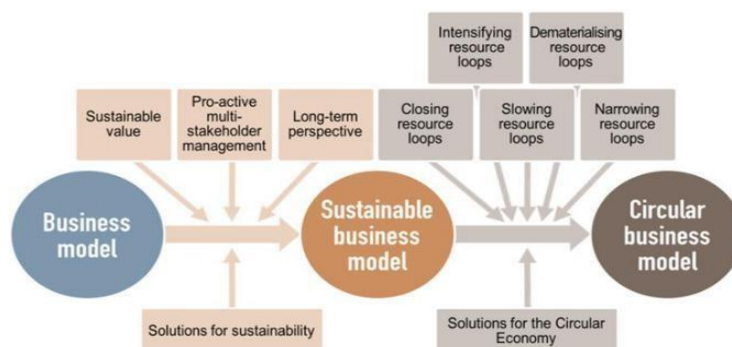 Intensifying
resource
loops
Dematerialising
resource
loops
Sustainable
value
Pro-active
multi-
stakeholder
management
Long-term
perspective
Closing
resource
loops
Slowing
resource
loops
Narrowing
resource
loops
Business
model
Sustainable
business
model
Circular
business
model
Solutions for sustainability
Solutions for the Circular
Economy